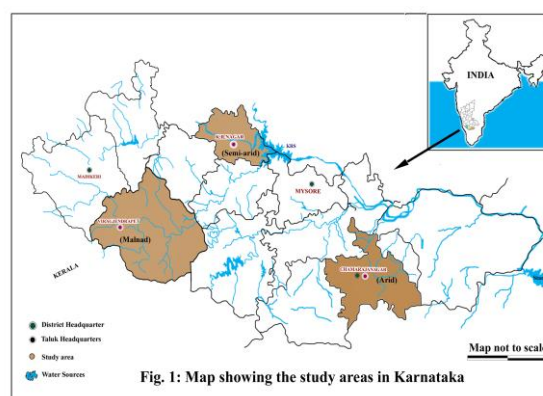 INDIA
K.R.NAGAR
(Semi-arid)
KRS
MADIKERI
MYSORE
VIRAJENDRAPET
(Malnad)
CHAMARAJANAGAR
(Arid)
KERALA
District Headquarter
Taluk Headquarters
Study area
Water Sources
Map not to scale
Fig. 1: Map showing the study areas in Karnataka